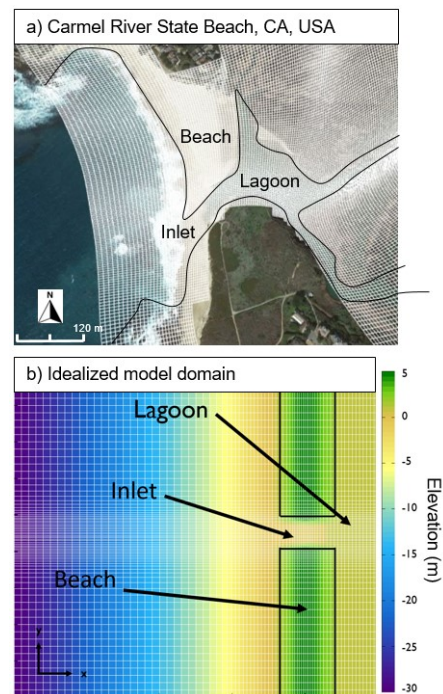 a) Carmel River State Beach, CA, USA
Beach
Lagoon
Inlet
N
120 m
b) Idealized model domain
Lagoon
Inlet
Beach
y
x
5
0
-5
-10
-15
-20
-25
-30
Elevation (m)